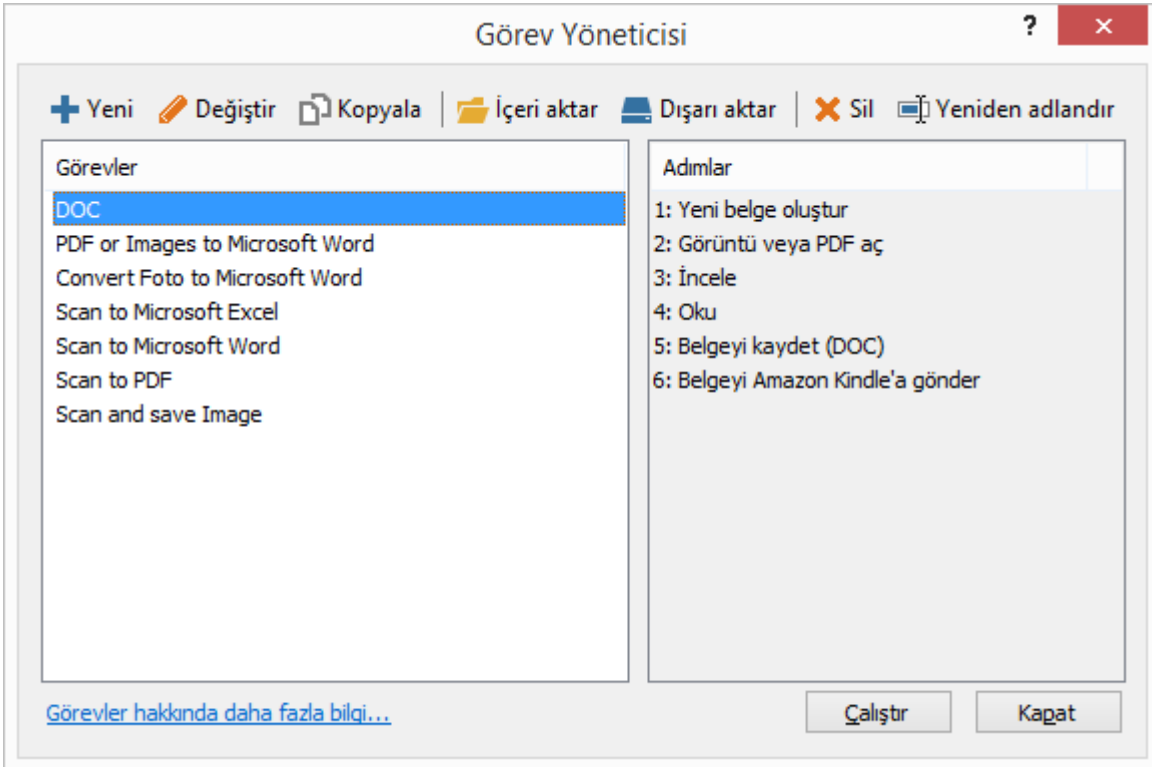 Görev Yöneticisi
?
Yeni Değiştir Kopyala İçeri aktar Dışarı aktar Sil Yeniden adlandır
Görevler
DOC
PDF or Images to Microsoft Word
Convert Foto to Microsoft Word
Scan to Microsoft Excel
Scan to Microsoft Word
Scan to PDF
Scan and save Image
Adımlar
1: Yeni belge oluştur
2: Görüntü veya PDF aç
3: İncele
4: Oku
5: Belgeyi kaydet (DOC)
6: Belgeyi Amazon Kindle'a gönder
Görevler hakkında daha fazla bilgi...
Çalıştır Kapat